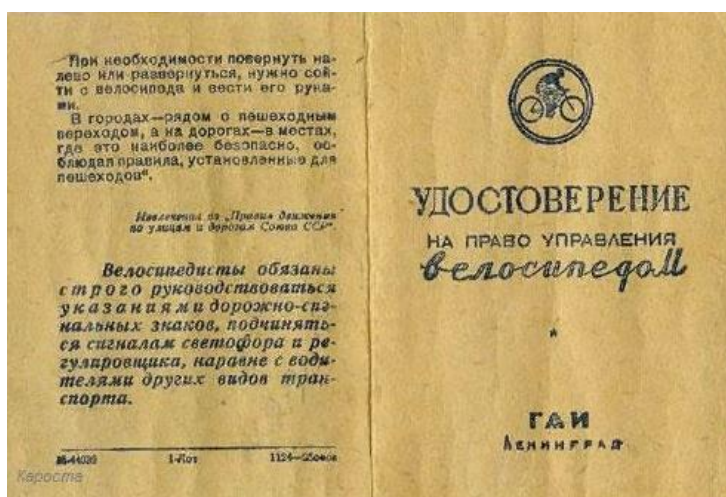 При необходимости повернуть на-
лево или развернуться, нужно сой-
ти с велосипеда и вести его рука-
ми.
В городах—рядом с пешеходным
переходом, а на дорогах—в местах,
где это наиболее безопасно, со-
блюдая правила, установленные для
пешеходов".
Извлечения из „Правил движения
по улицам и дорогам Союза ССР".
Велосипедисты обязаны
строго руководствоваться
указаниями дорожно-сиг-
нальных знаков, подчинять-
ся сигналам светофора и ре-
гулировщика, наравне с води-
телями других видов тран-
спорта.
1-Лот
Кароста
УДОСТОВЕРЕНИЕ
НА ПРАВО УПРАВЛЕНИЯ
велосипедом
ГАИ
ЛЕНИНГРАД